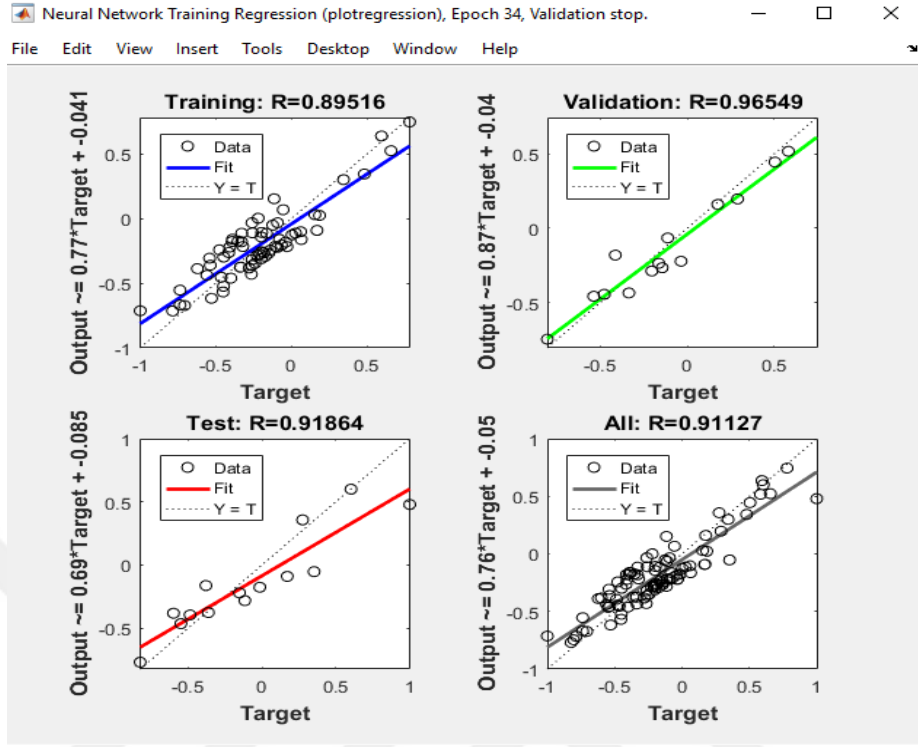 Neural Network Training Regression (plotregression), Epoch 34, Validation stop.
File Edit View Insert Tools Desktop Window Help
Training: R=0.89516
Output ~= 0.77*Target + -0.041
Data
Fit
Y = T
0.5
0
-0.5
-1
-1 -0.5 0 0.5
Target
Validation: R=0.96549
Output ~= 0.87*Target + -0.04
Data
Fit
Y = T
0.5
0
-0.5
-0.5 0 0.5
Target
Test: R=0.91864
Output ~= 0.69*Target + -0.085
Data
Fit
Y = T
1
0.5
0
-0.5
-0.5 0 0.5 1
Target
All: R=0.91127
Output ~= 0.76*Target + -0.05
Data
Fit
Y = T
1
0.5
0
-0.5
-1
-1 -0.5 0 0.5 1
Target